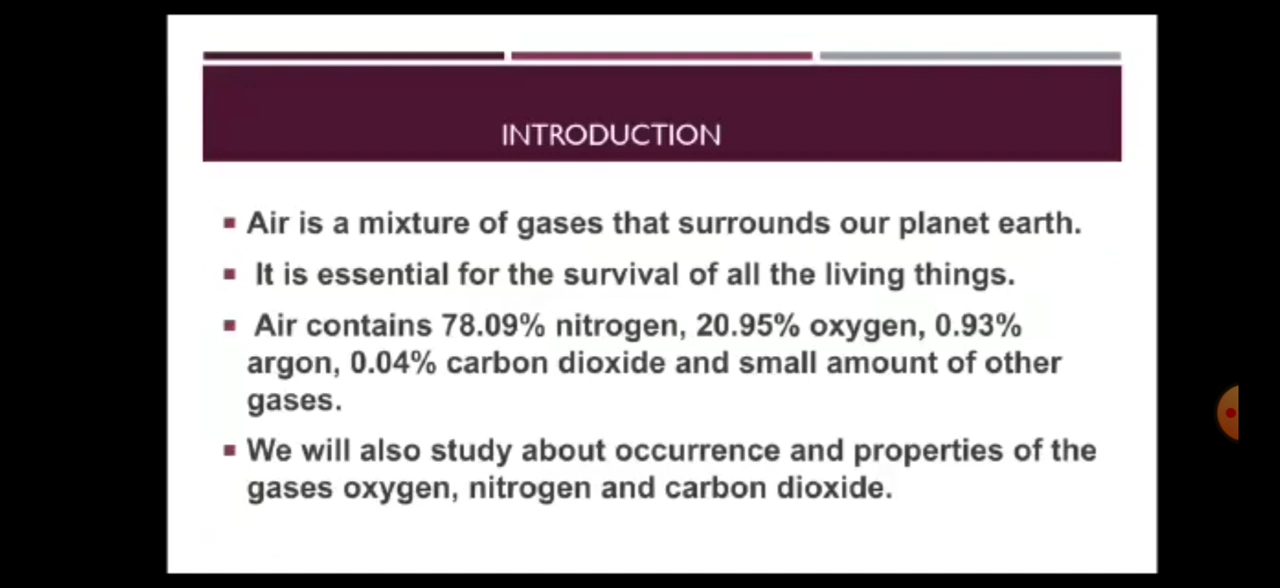 INTRODUCTION
▪ Air is a mixture of gases that surrounds our planet earth.
▪ It is essential for the survival of all the living things.
▪ Air contains 78.09% nitrogen, 20.95% oxygen, 0.93%
argon, 0.04% carbon dioxide and small amount of other
gases.
▪ We will also study about occurrence and properties of the
gases oxygen, nitrogen and carbon dioxide.